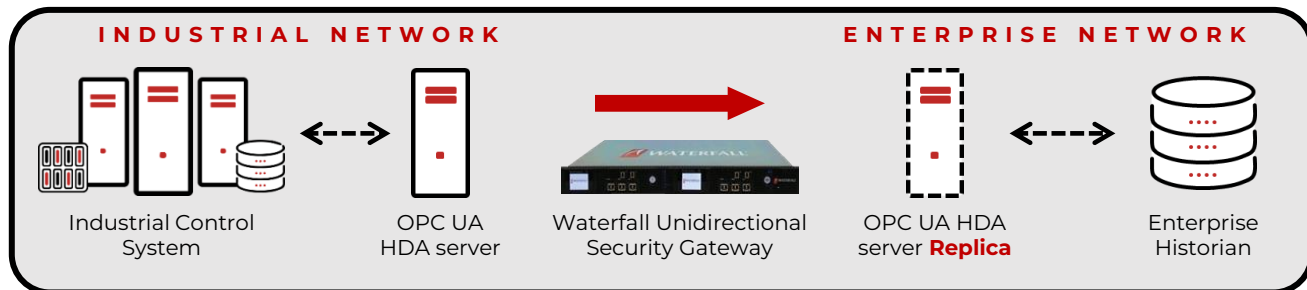 INDUSTRIAL NETWORK
ENTERPRISE NETWORK
WATERFALL
Industrial Control
System
OPC UA
HDA server
Waterfall Unidirectional
Security Gateway
OPC UA HDA
server Replica
Enterprise
Historian